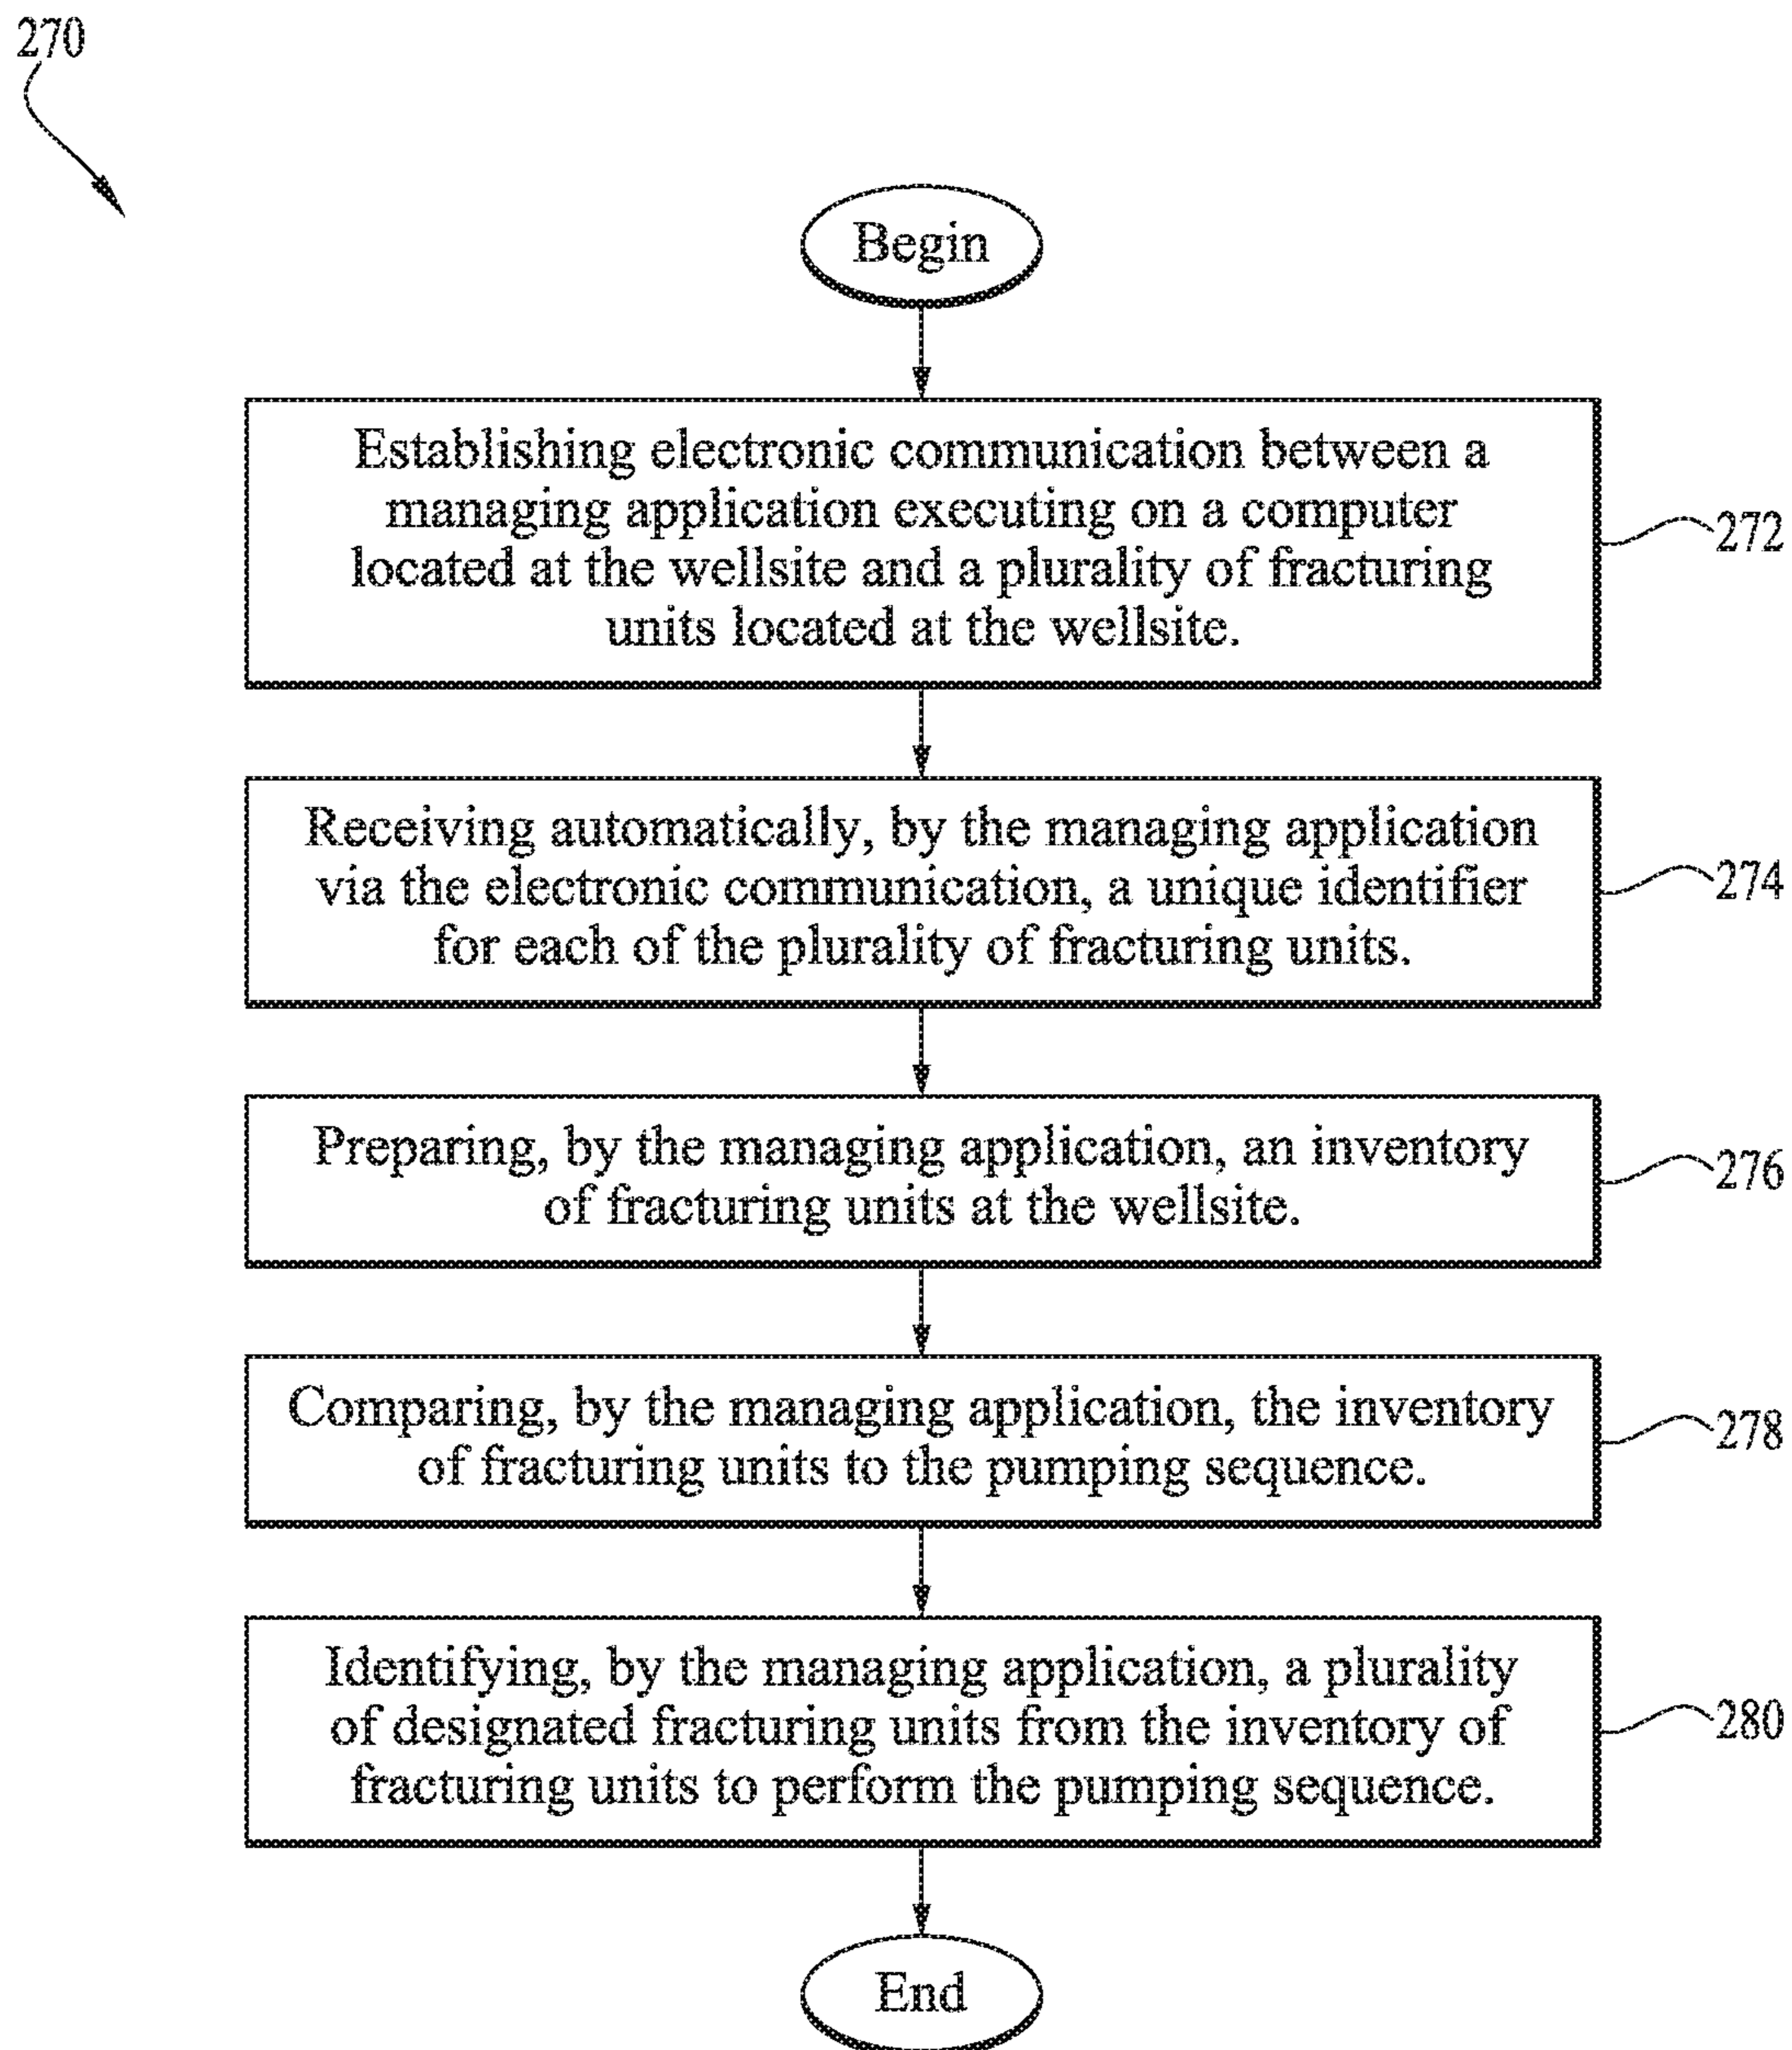 270
Begin
Establishing electronic communication between a
managing application executing on a computer
located at the wellsite and a plurality of fracturing
units located at the wellsite.
272
Receiving automatically, by the managing application
via the electronic communication, a unique identifier
for each of the plurality of fracturing units.
274
Preparing, by the managing application, an inventory
of fracturing units at the wellsite.
276
Comparing, by the managing application, the inventory
of fracturing units to the pumping sequence.
278
Identifying, by the managing application, a plurality
of designated fracturing units from the inventory of
fracturing units to perform the pumping sequence.
280
End